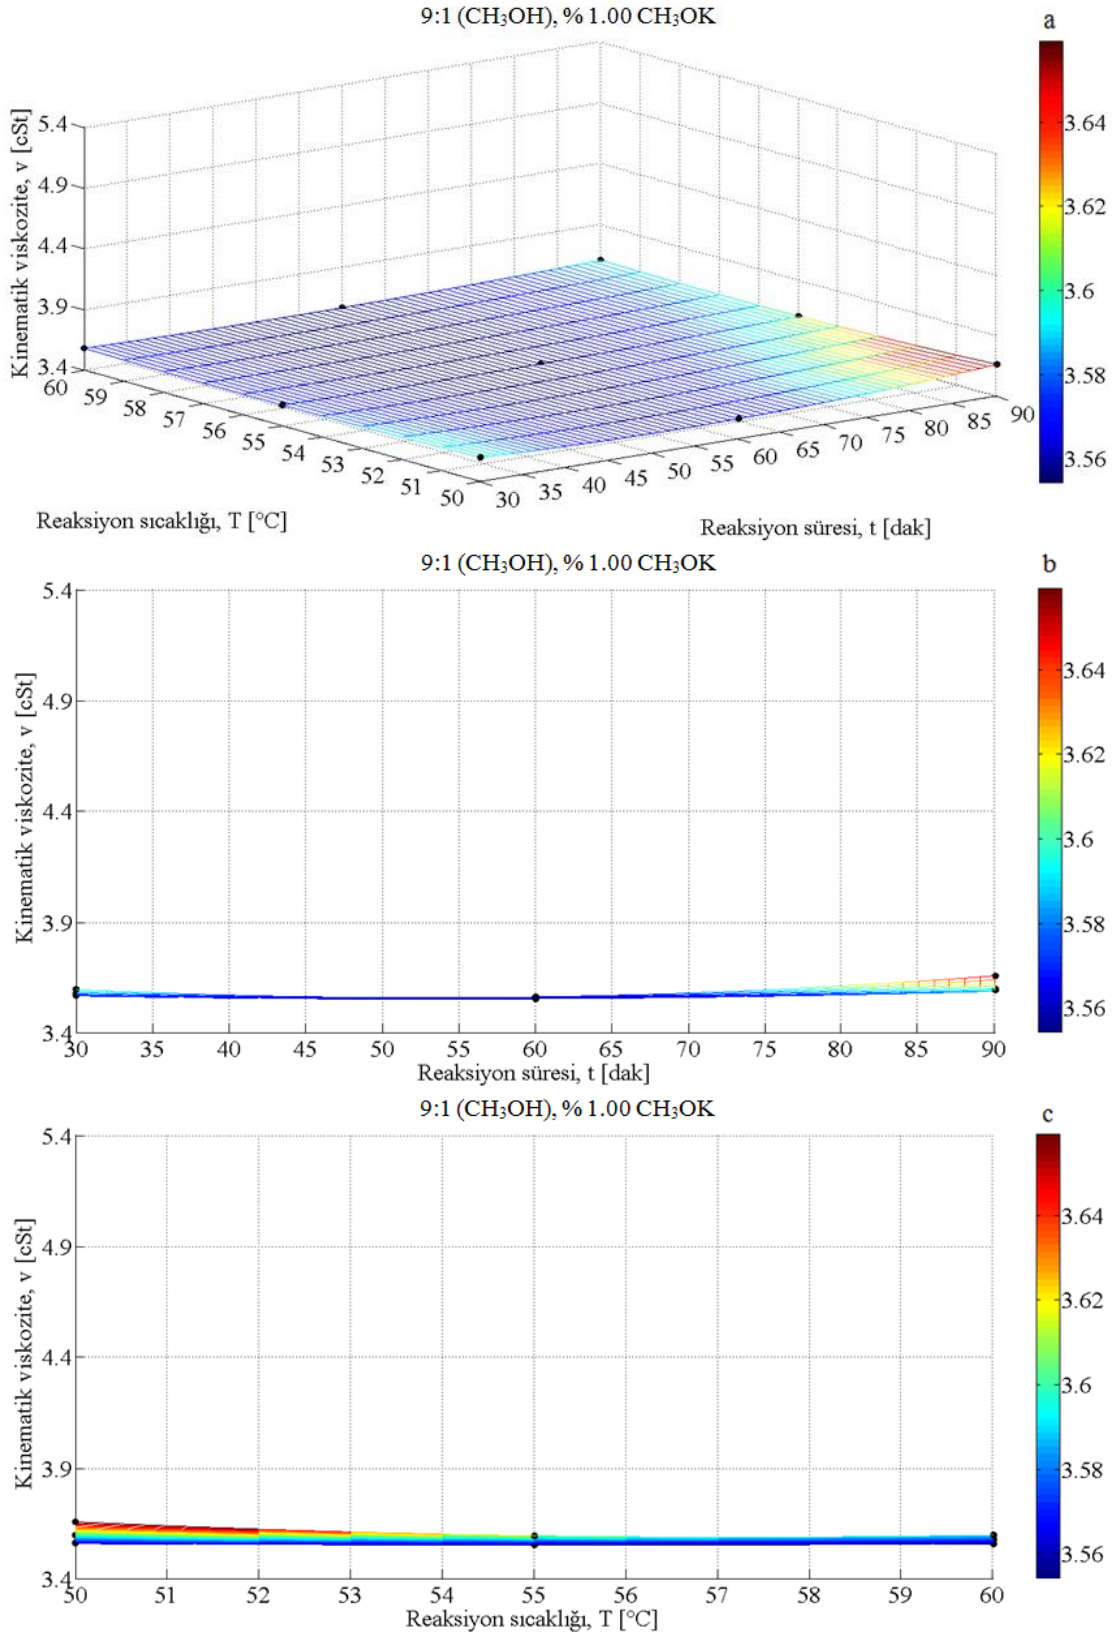 9:1 (CH₃OH), % 1.00 CH₃OK
a
Kinematik viskozite, v [cSt]
5.4
4.9
4.4
3.9
3.4
60 59 58 57 56 55 54 53 52 51 50
30 35 40 45 50 55 60 65 70 75 80 85 90
Reaksiyon sıcaklığı, T [°C]
Reaksiyon süresi, t [dak]
3.64
3.62
3.6
3.58
3.56
9:1 (CH₃OH), % 1.00 CH₃OK
b
Kinematik viskozite, v [cSt]
5.4
4.9
4.4
3.9
3.4
30 35 40 45 50 55 60 65 70 75 80 85 90
Reaksiyon süresi, t [dak]
3.64
3.62
3.6
3.58
3.56
9:1 (CH₃OH), % 1.00 CH₃OK
c
Kinematik viskozite, v [cSt]
5.4
4.9
4.4
3.9
3.4
50 51 52 53 54 55 56 57 58 59 60
Reaksiyon sıcaklığı, T [°C]
3.64
3.62
3.6
3.58
3.56